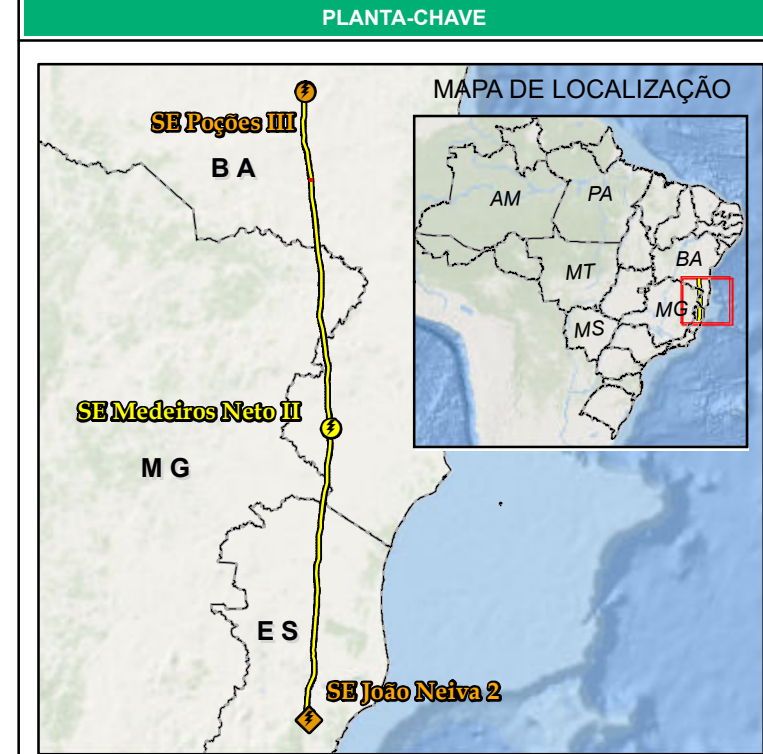 PLANTA-CHAVE
MAPA DE LOCALIZAÇÃO
SE Poções III
B A
AM
PA
BA
MT
MG
MS
SE Medeiros Neto II
M G
E S
SE João Neiva 2